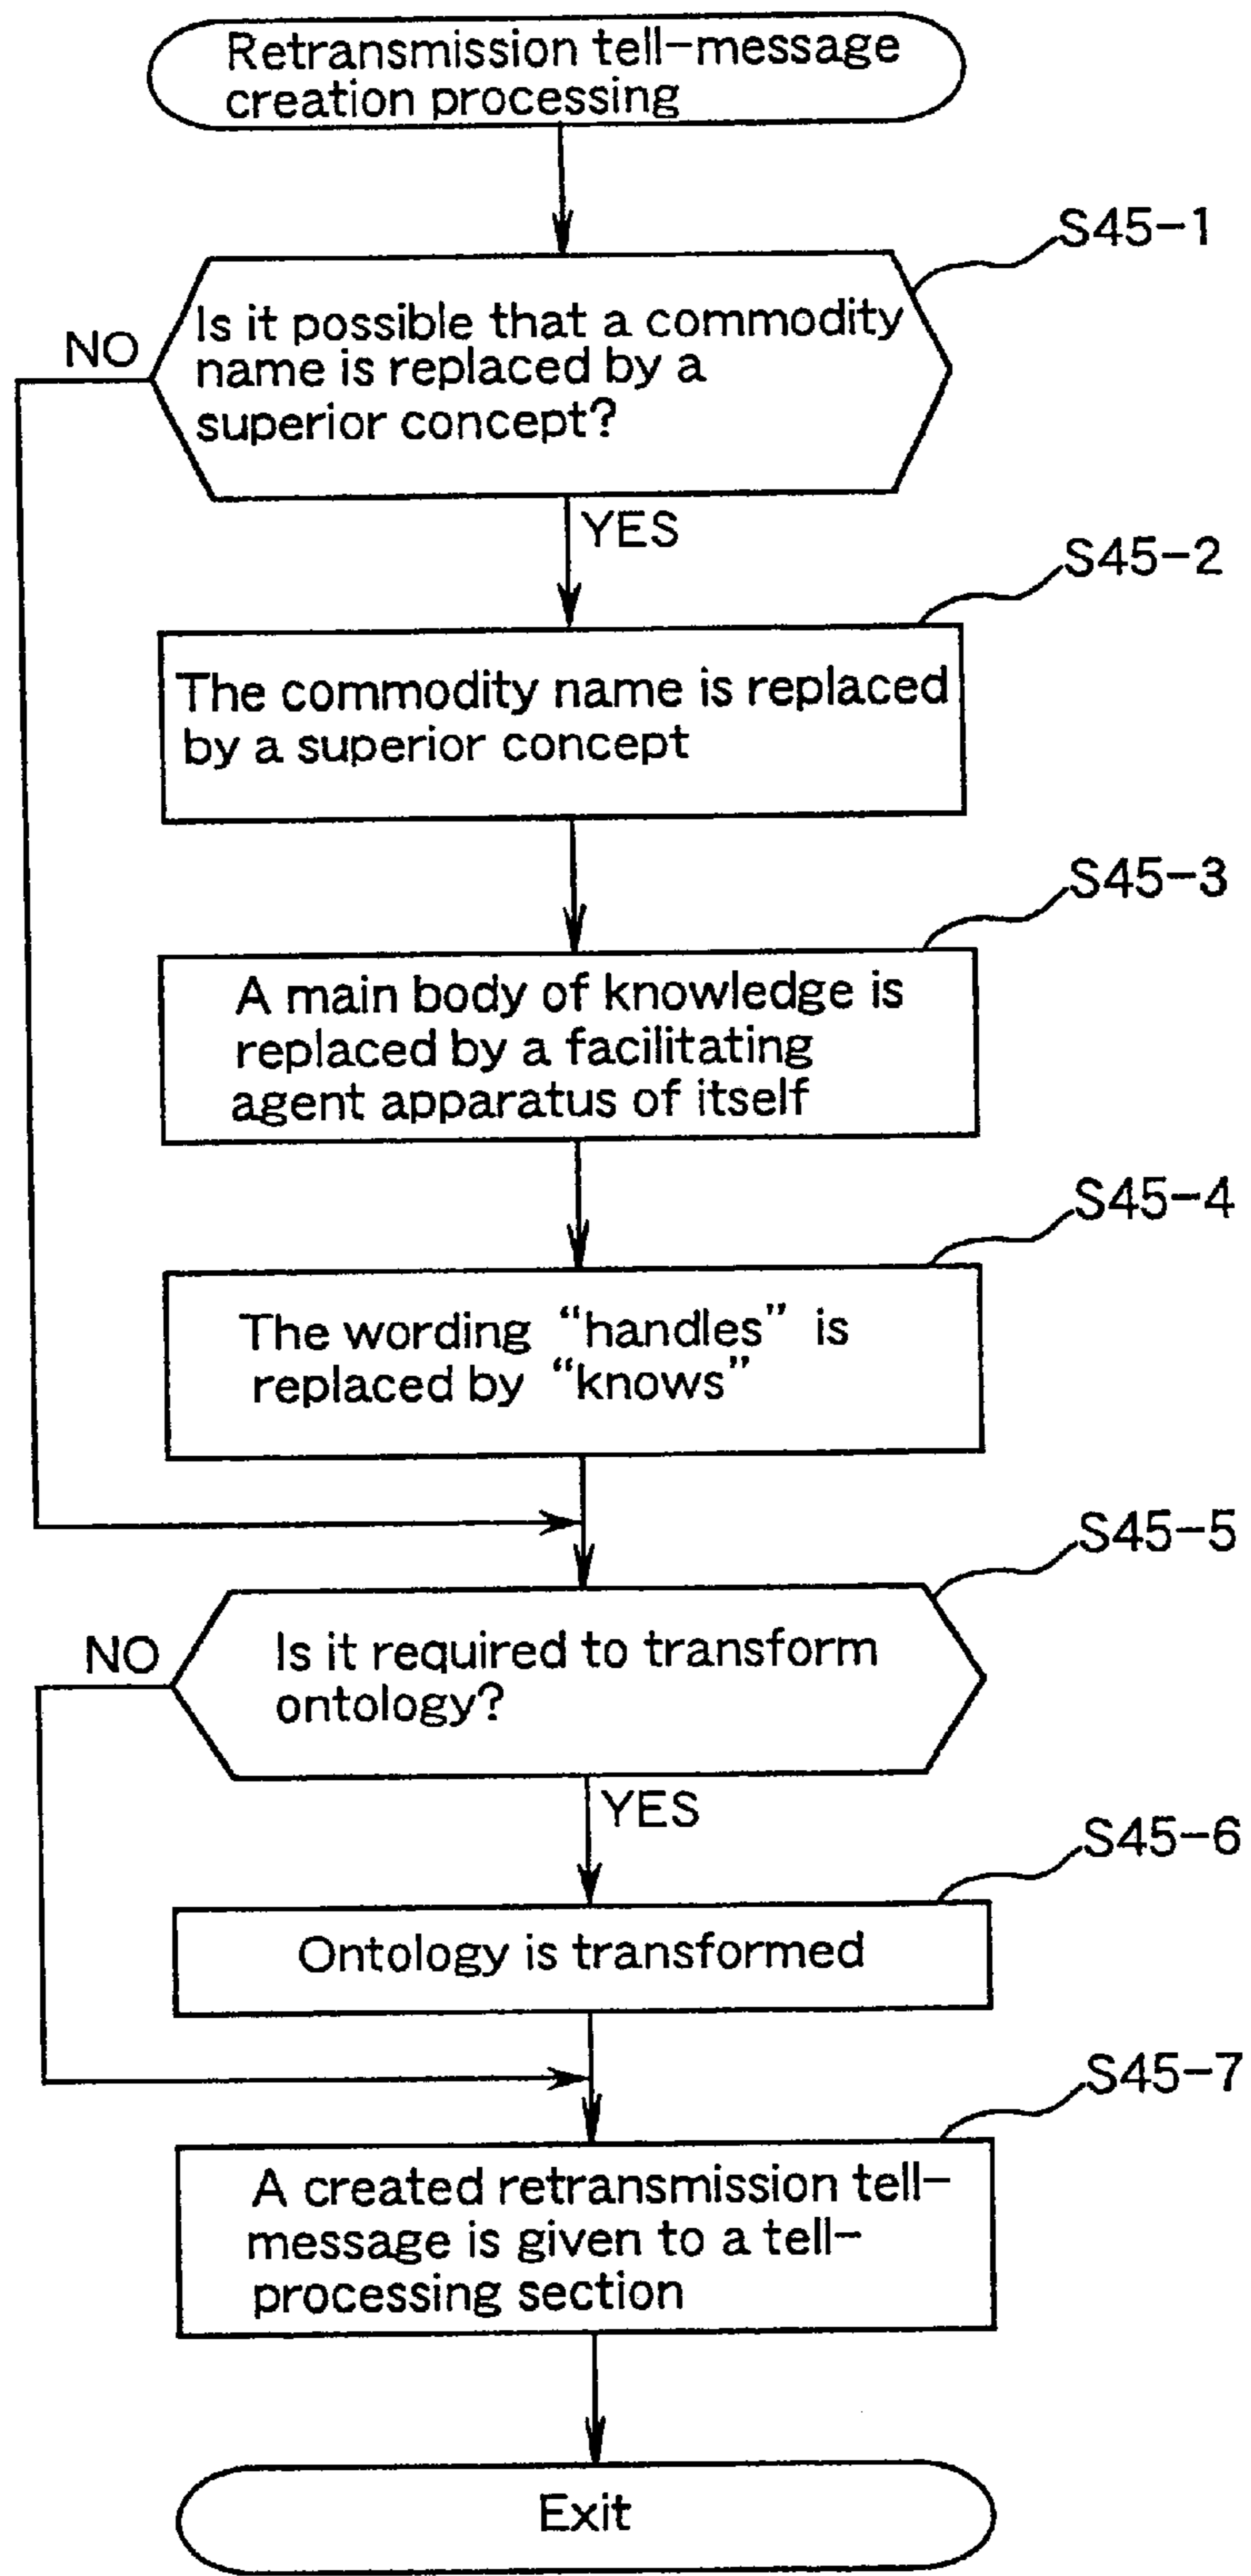 Retransmission tell-message
creation processing
S45-1
Is it possible that a commodity
name is replaced by a
superior concept?
NO
YES
S45-2
The commodity name is replaced
by a superior concept
S45-3
A main body of knowledge is
replaced by a facilitating
agent apparatus of itself
S45-4
The wording “handles” is
replaced by “knows”
S45-5
Is it required to transform
ontology?
NO
YES
S45-6
Ontology is transformed
S45-7
A created retransmission tell-
message is given to a tell-
processing section
Exit